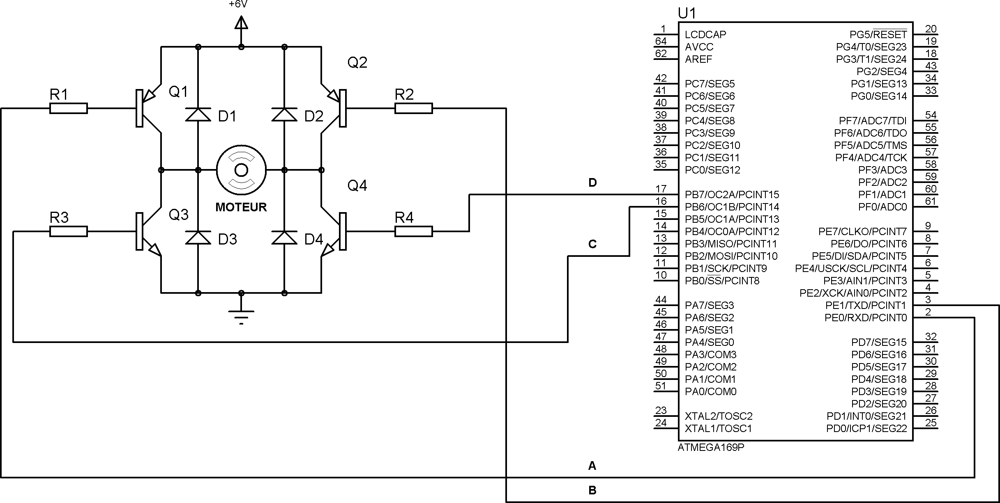 +6V
Q1
Q2
R1
R2
D1
D2
MOTEUR
Q3
Q4
R3
R4
D3
D4
D
C
A
B
U1
1 LCDCAP
64 AVCC
62 AREF
42 PC7/SEG5
41 PC6/SEG6
40 PC5/SEG7
39 PC4/SEG8
38 PC3/SEG9
37 PC2/SEG10
36 PC1/SEG11
35 PC0/SEG12
17 PB7/OC2A/PCINT15
16 PB6/OC1B/PCINT14
15 PB5/OC1A/PCINT13
14 PB4/OC0A/PCINT12
13 PB3/MISO/PCINT11
12 PB2/MOSI/PCINT10
11 PB1/SCK/PCINT9
10 PB0/SS/PCINT8
44 PA7/SEG3
45 PA6/SEG2
46 PA5/SEG1
47 PA4/SEG0
48 PA3/COM3
49 PA2/COM2
50 PA1/COM1
51 PA0/COM0
23 XTAL2/TOSC2
24 XTAL1/TOSC1
PG5/RESET 20
PG4/T0/SEG23 19
PG3/T1/SEG24 18
PG2/SEG4 43
PG1/SEG13 34
PG0/SEG14 33
PF7/ADC7/TDI 54
PF6/ADC6/TDO 55
PF5/ADC5/TMS 56
PF4/ADC4/TCK 57
PF3/ADC3 58
PF2/ADC2 59
PF1/ADC1 60
PF0/ADC0 61
PE7/CLKO/PCINT7 9
PE6/DO/PCINT6 8
PE5/DI/SDA/PCINT5 7
PE4/USCK/SCL/PCINT4 6
PE3/AIN1/PCINT3 5
PE2/XCK/AIN0/PCINT2 4
PE1/TXD/PCINT1 3
PE0/RXD/PCINT0 2
PD7/SEG15 32
PD6/SEG16 31
PD5/SEG17 30
PD4/SEG18 29
PD3/SEG19 28
PD2/SEG20 27
PD1/INT0/SEG21 26
PD0/ICP1/SEG22 25
ATMEGA169P